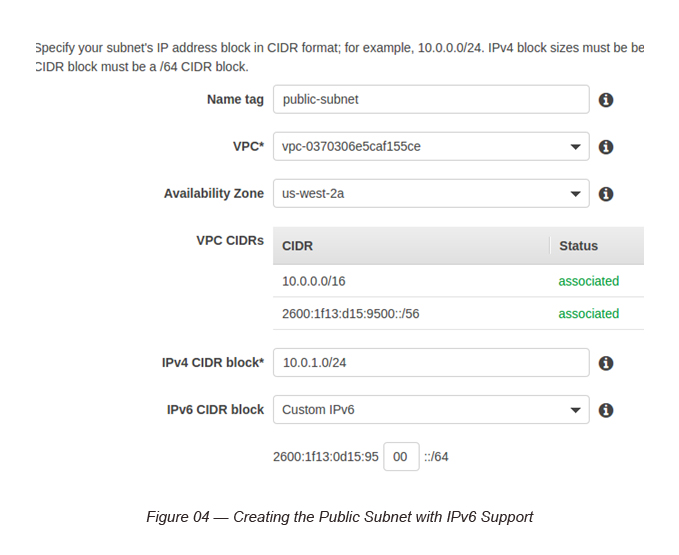 Specify your subnet's IP address block in CIDR format; for example, 10.0.0.0/24. IPv4 block sizes must be be
CIDR block must be a /64 CIDR block.
Name tag public-subnet
VPC* vpc-0370306e5caf155ce
Availability Zone us-west-2a
VPC CIDRs CIDR Status
10.0.0.0/16 associated
2600:1f13:d15:9500::/56 associated
IPv4 CIDR block* 10.0.1.0/24
IPv6 CIDR block Custom IPv6
2600:1f13:0d15:95 00 ::/64
Figure 04 — Creating the Public Subnet with IPv6 Support